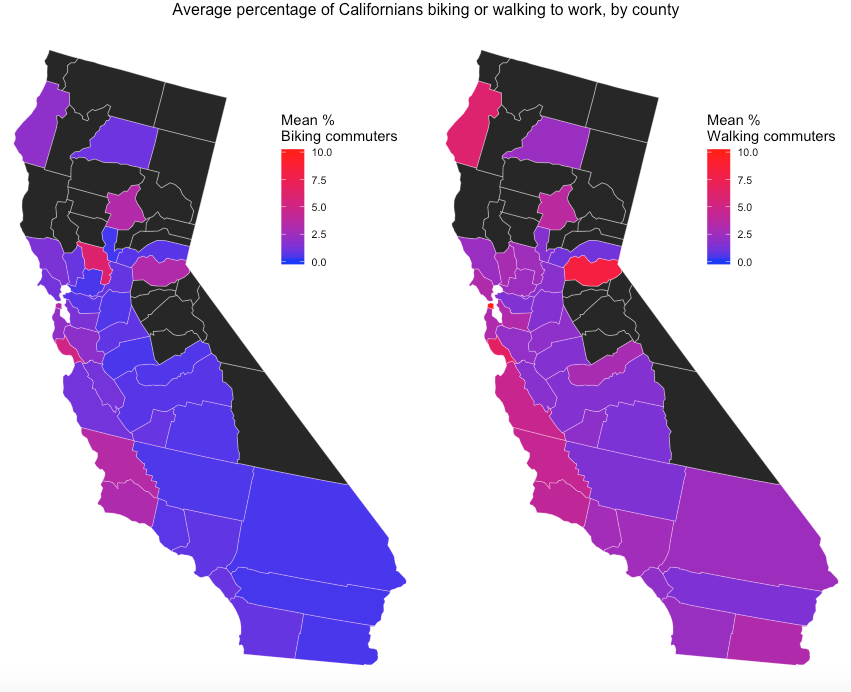 Average percentage of Californians biking or walking to work, by county
Mean %
Biking commuters
10.0
7.5
5.0
2.5
0.0
Mean %
Walking commuters
10.0
7.5
5.0
2.5
0.0